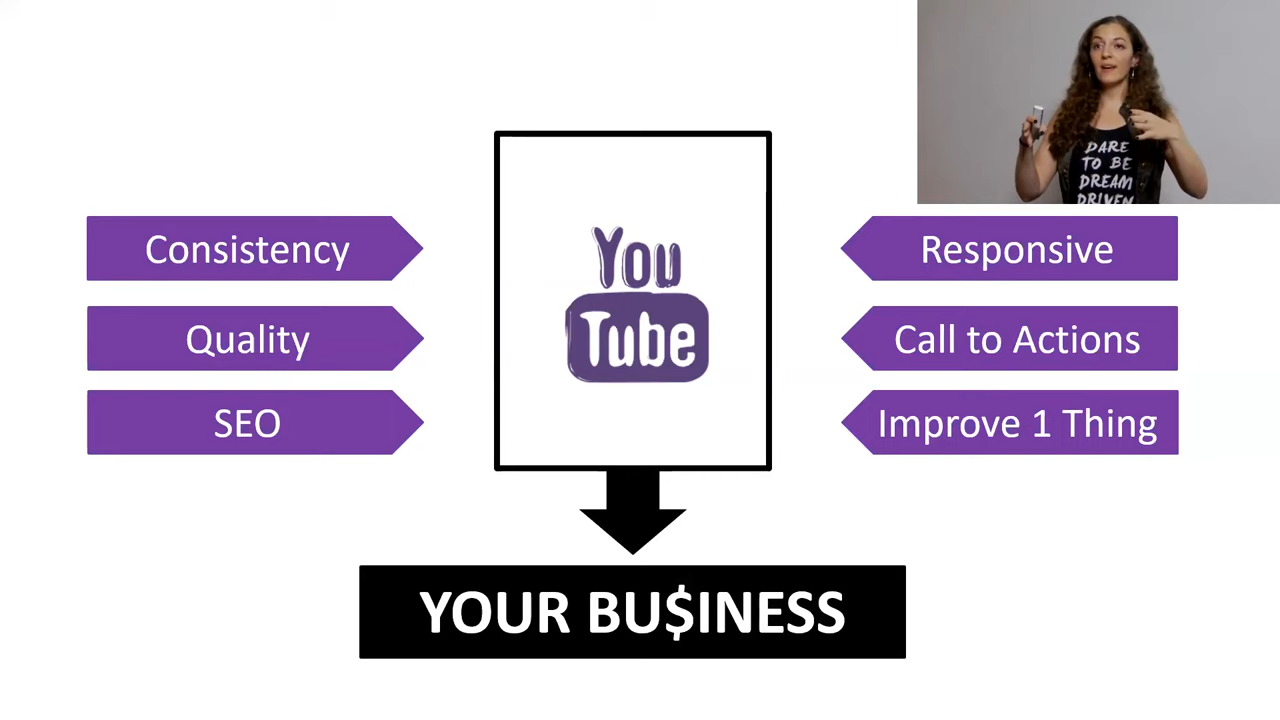 DARE
TO BE
DREAM
DRIVEN
Consistency
Quality
SEO
You
Tube
Responsive
Call to Actions
Improve 1 Thing
YOUR BU$INESS